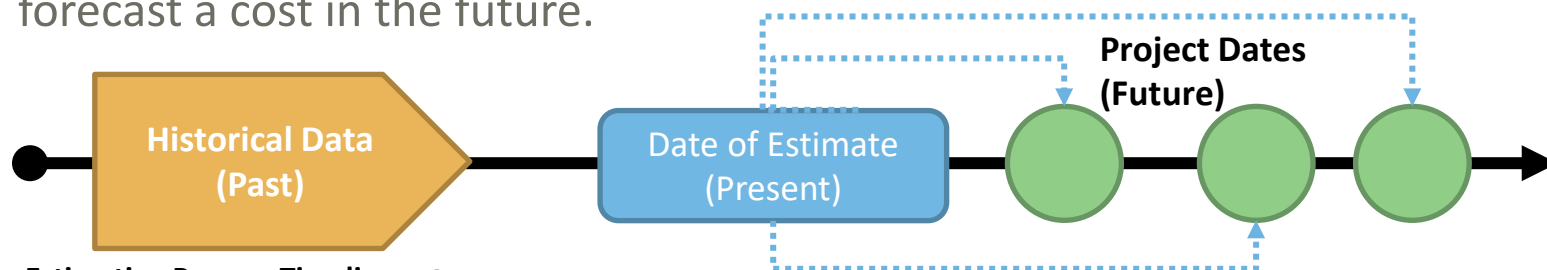 forecast a cost in the future.
Project Dates
(Future)
Historical Data
(Past)
Date of Estimate
(Present)